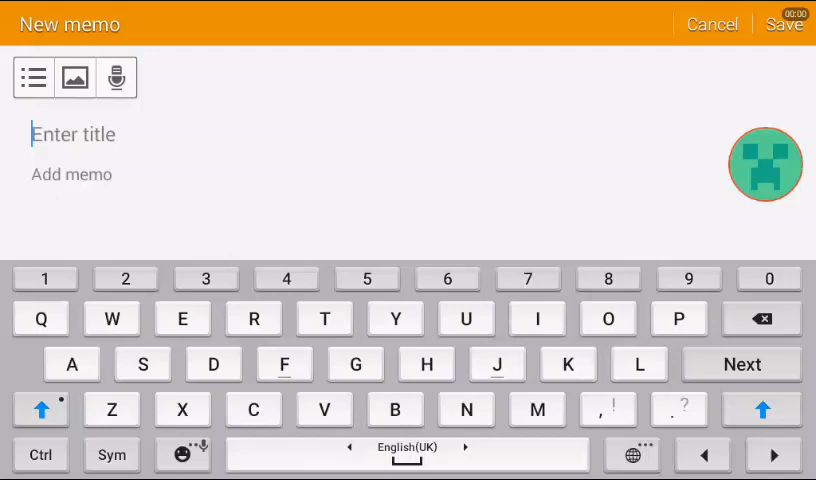 New memo Cancel Save 00:00
Enter title
Add memo
1 2 3 4 5 6 7 8 9 0
Q W E R T Y U I O P
A S D F G H J K L Next
Z X C V B N M , ! . ?
Ctrl Sym English(UK)